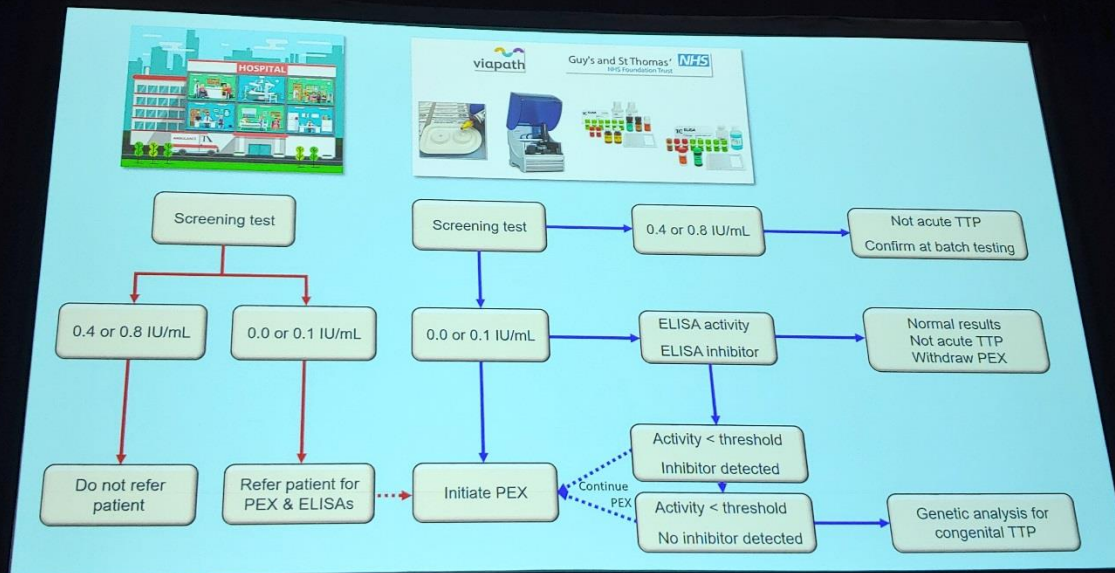 HOSPITAL
AMBULANCE
viapath
Guy's and St Thomas' NHS
NHS Foundation Trust
ELISA
ELISA
Screening test
0.4 or 0.8 IU/mL
0.0 or 0.1 IU/mL
Do not refer
patient
Refer patient for
PEX & ELISAs
Screening test
0.4 or 0.8 IU/mL
Not acute TTP
Confirm at batch testing
0.0 or 0.1 IU/mL
ELISA activity
ELISA inhibitor
Normal results
Not acute TTP
Withdraw PEX
Initiate PEX
Continue
PEX
Activity < threshold
Inhibitor detected
Activity < threshold
No inhibitor detected
Genetic analysis for
congenital TTP